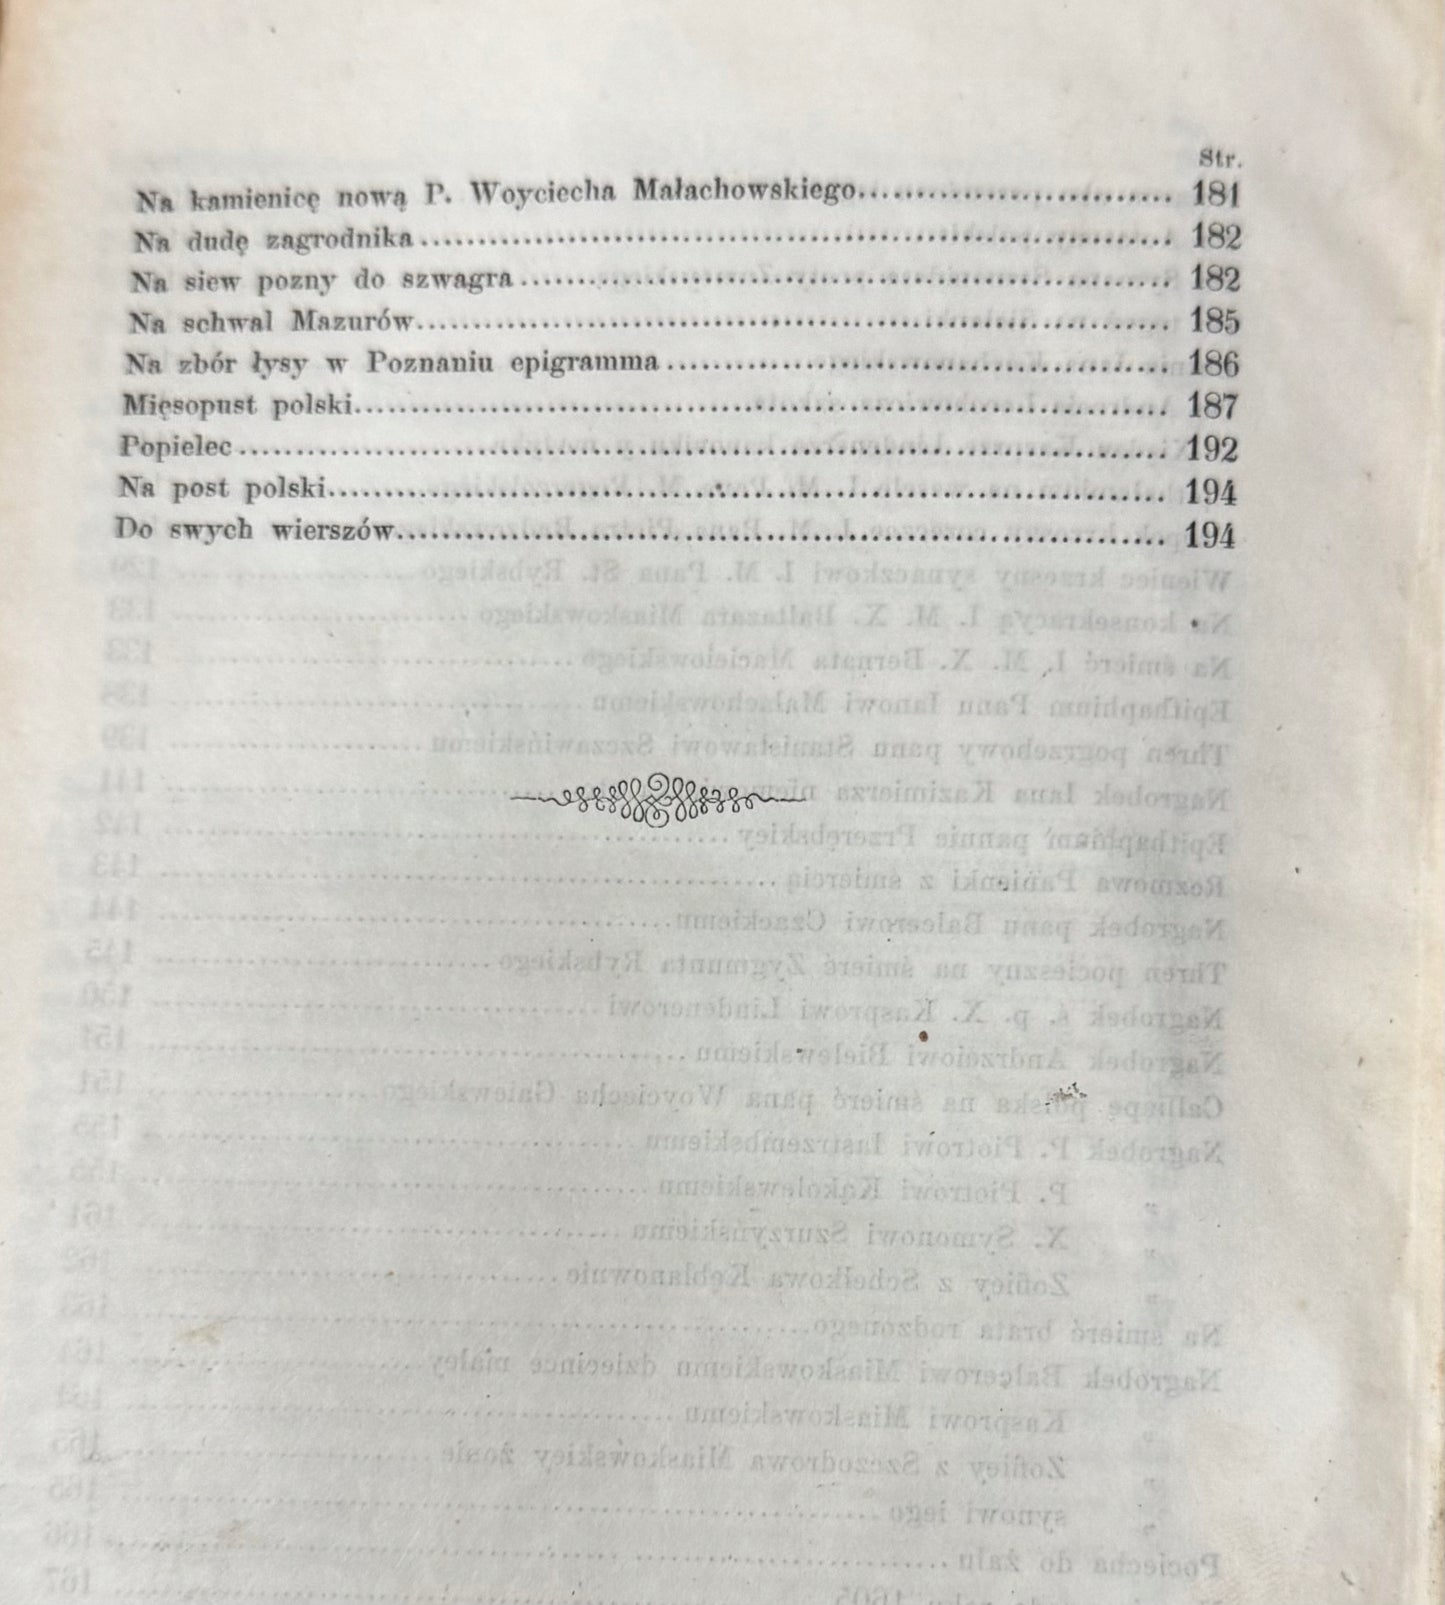 Str.
Na kamienicę nową P. Woyciecha Małachowskiego.............................. 181
Na dudę zagrodnika.................................................................. 182
Na siew pozny do szwagra......................................................... 182
Na schwal Mazurów.................................................................. 185
Na zbór łysy w Poznaniu epigramma............................................ 186
Mięsopust polski....................................................................... 187
Popielec................................................................................. 192
Na post polski......................................................................... 194
Do swych wierszów................................................................... 194